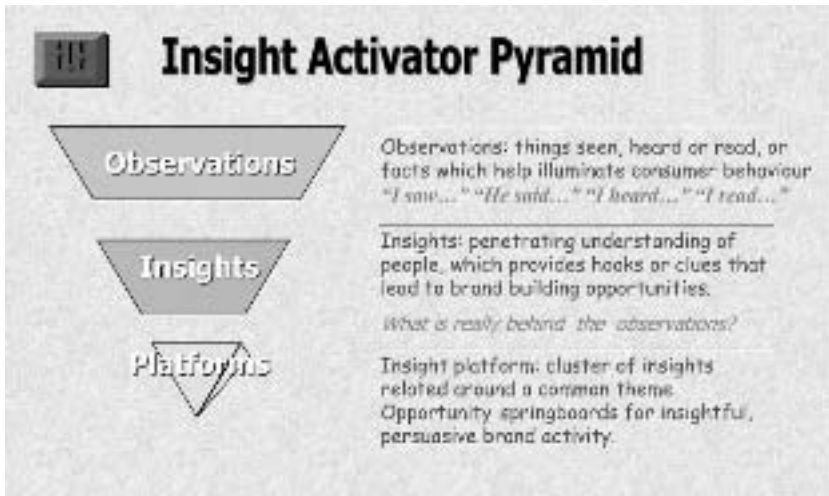 Insight Activator Pyramid
Observations
Observations: things seen, heard or read, or
facts which help illuminate consumer behaviour
"I saw..." "He said..." "I heard..." "I read..."
Insights
Insights: penetrating understanding of
people, which provides hooks or clues that
lead to brand building opportunities.
What is really behind the observations?
Platforms
Insight platform: cluster of insights
related around a common theme
Opportunity springboards for insightful,
persuasive brand activity.